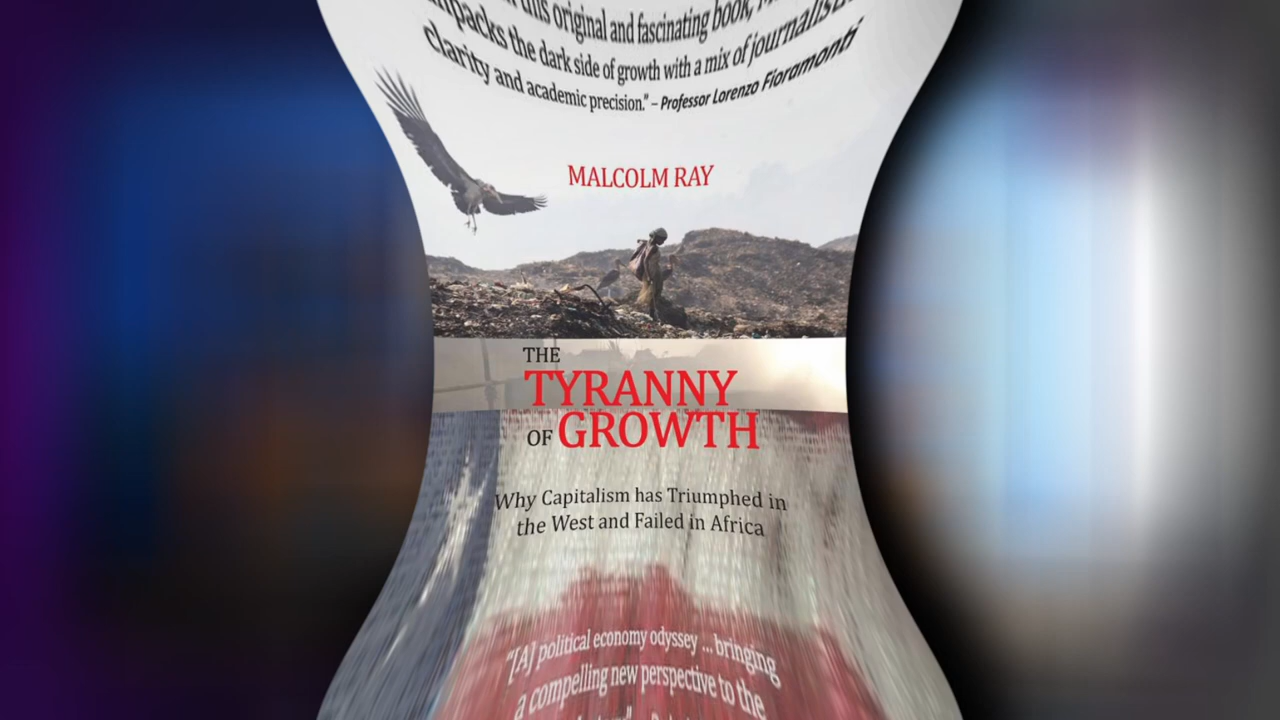 this original and fascinating book,
the dark side of growth with a mix of journalistic
clarity and academic precision." – Professor Lorenzo Fioramonti
MALCOLM RAY
THE
TYRANNY
OF GROWTH
Why Capitalism has Triumphed in
the West and Failed in Africa
"[A] political economy odyssey ... bringing
a compelling new perspective to the